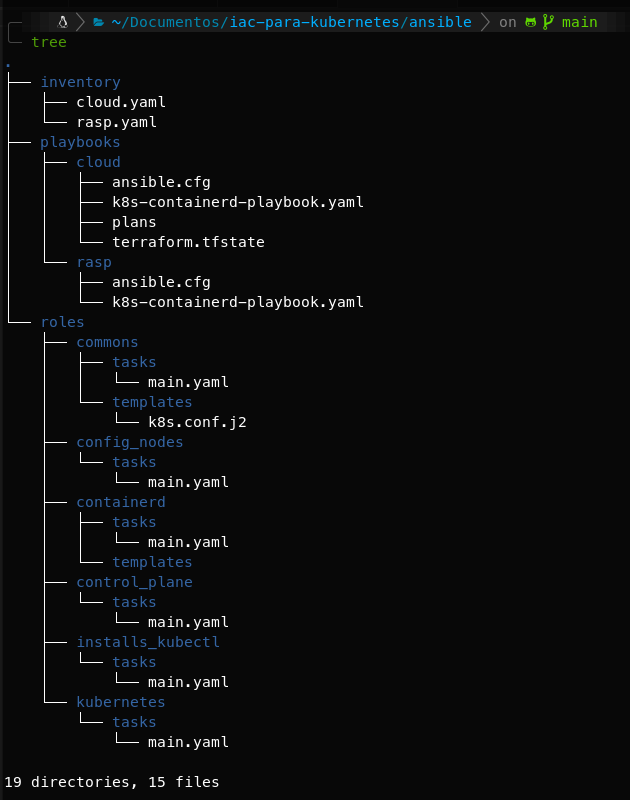 ~/Documentos/iac-para-kubernetes/ansible on main
tree
.
├── inventory
│   ├── cloud.yaml
│   └── rasp.yaml
├── playbooks
│   ├── cloud
│   │   ├── ansible.cfg
│   │   ├── k8s-containerd-playbook.yaml
│   │   ├── plans
│   │   └── terraform.tfstate
│   └── rasp
│       ├── ansible.cfg
│       └── k8s-containerd-playbook.yaml
└── roles
    ├── commons
    │   ├── tasks
    │   │   └── main.yaml
    │   └── templates
    │       └── k8s.conf.j2
    ├── config_nodes
    │   └── tasks
    │       └── main.yaml
    ├── containerd
    │   ├── tasks
    │   │   └── main.yaml
    │   └── templates
    ├── control_plane
    │   └── tasks
    │       └── main.yaml
    ├── installs_kubectl
    │   └── tasks
    │       └── main.yaml
    └── kubernetes
        └── tasks
            └── main.yaml
19 directories, 15 files